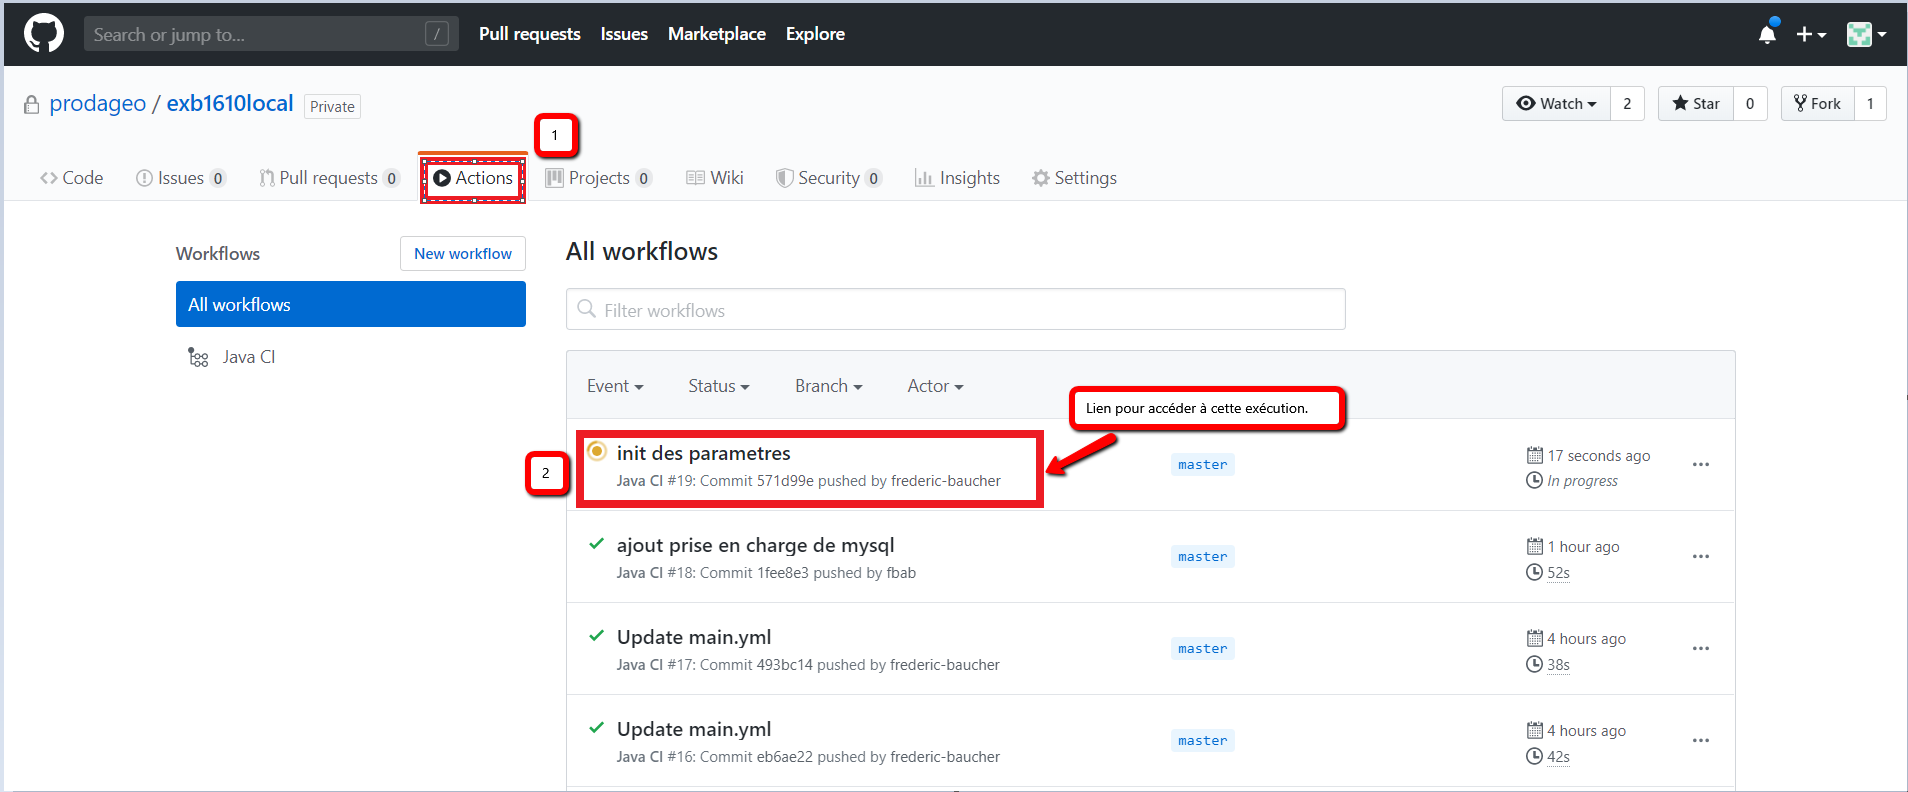 Search or jump to... /
Pull requests Issues Marketplace Explore
prodageo / exb1610local Private
Watch 2 Star 0 Fork 1
1
Code Issues 0 Pull requests 0 Actions Projects 0 Wiki Security 0 Insights Settings
Workflows New workflow
All workflows
Java CI
All workflows
Filter workflows
Event Status Branch Actor
Lien pour accéder à cette exécution.
2
init des parametres
Java CI #19: Commit 571d99e pushed by frederic-baucher
master
17 seconds ago
In progress
ajout prise en charge de mysql
Java CI #18: Commit 1fee8e3 pushed by fbab
master
1 hour ago
52s
Update main.yml
Java CI #17: Commit 493bc14 pushed by frederic-baucher
master
4 hours ago
38s
Update main.yml
Java CI #16: Commit eb6ae22 pushed by frederic-baucher
master
4 hours ago
42s